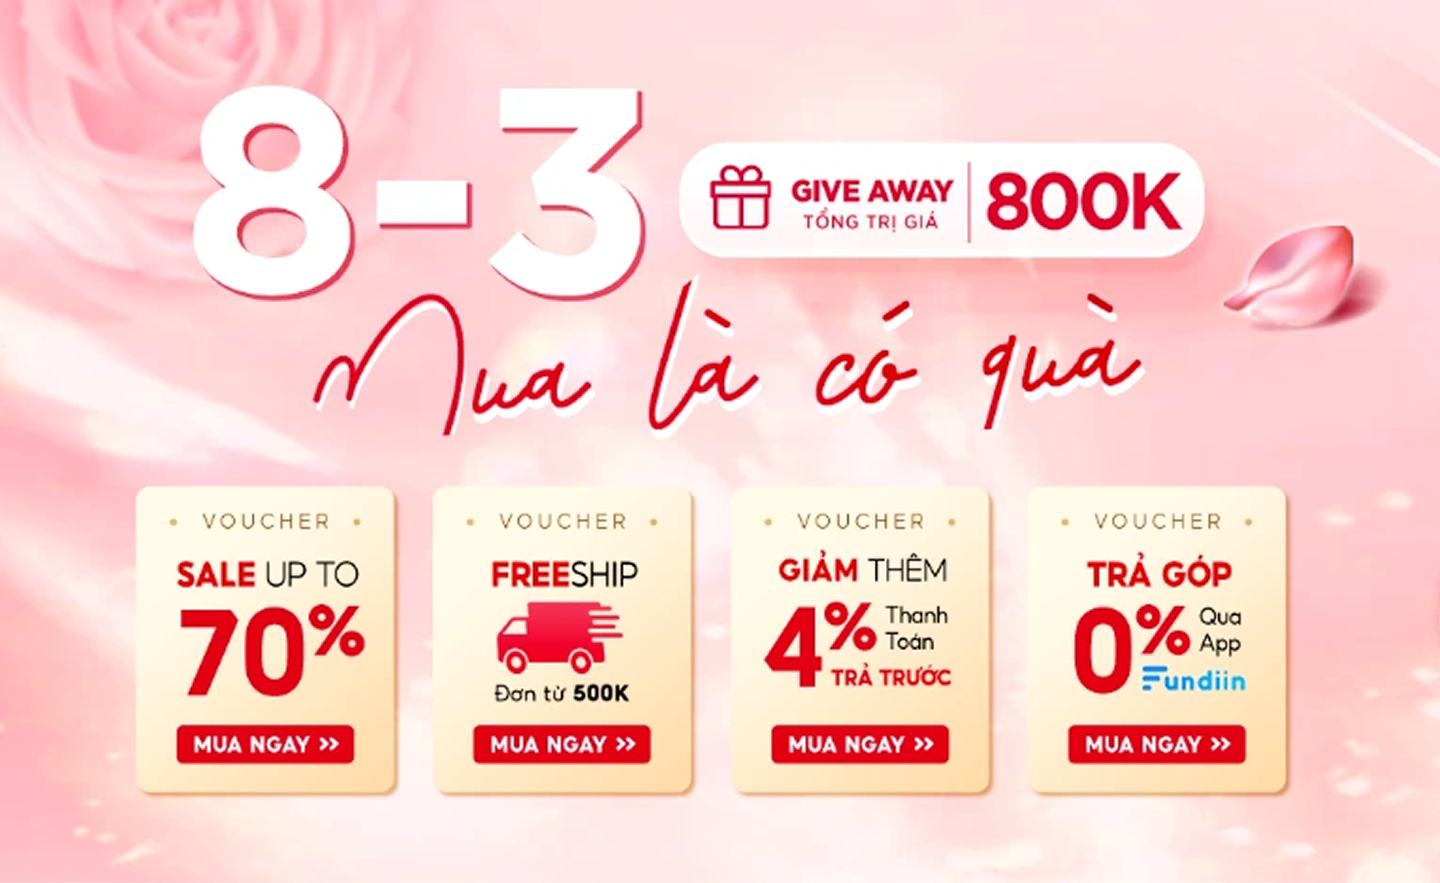 8-3
GIVE AWAY
TỔNG TRỊ GIÁ
800K
Mua là có quà
VOUCHER
SALE UP TO
70%
MUA NGAY >>
VOUCHER
FREESHIP
Đơn từ 500K
MUA NGAY >>
VOUCHER
GIẢM THÊM
4%
Thanh
Toán
TRẢ TRƯỚC
MUA NGAY >>
VOUCHER
TRẢ GÓP
0%
Qua
App
Fundiin
MUA NGAY >>